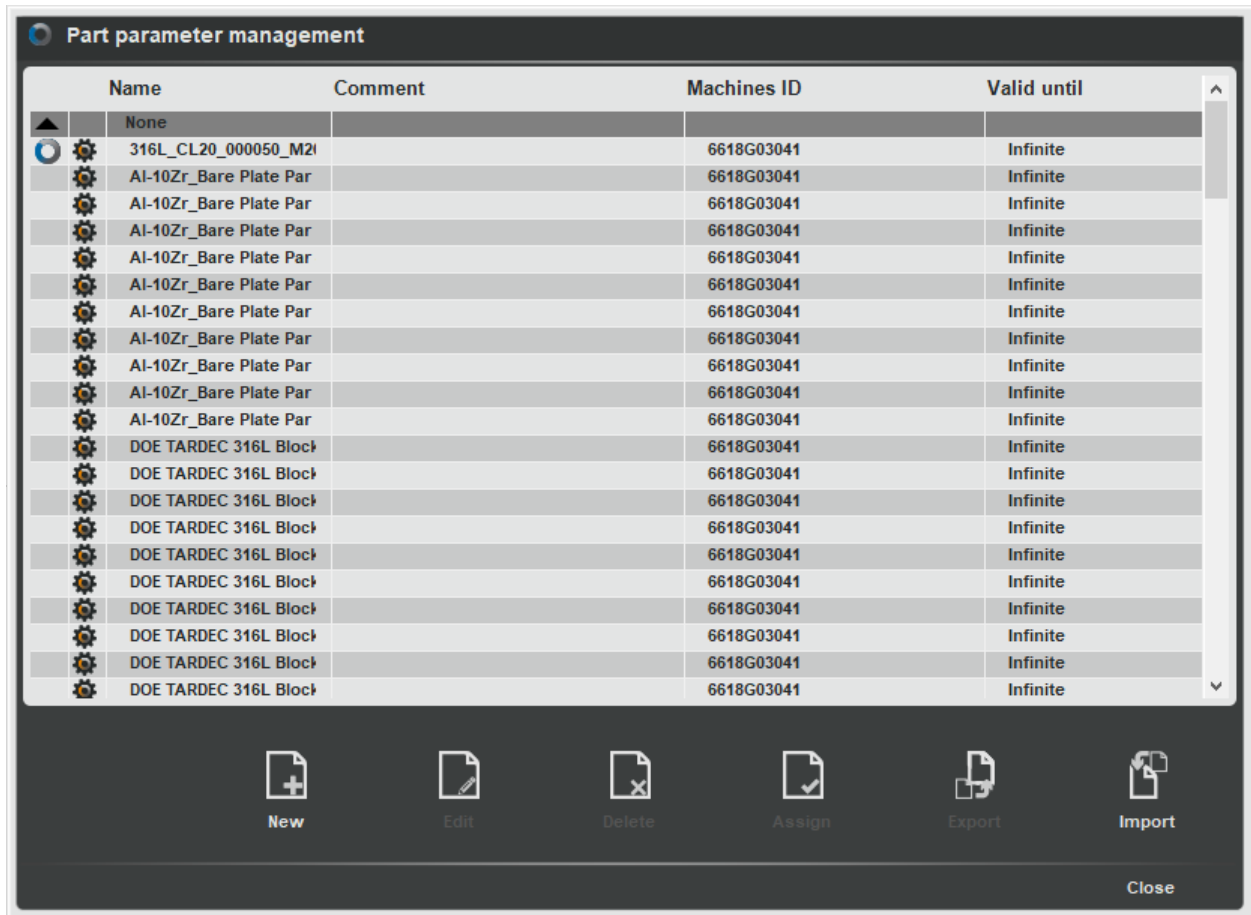 Part parameter management
Name Comment Machines ID Valid until
None
316L_CL20_000050_M2 6618G03041 Infinite
Al-10Zr_Bare Plate Par 6618G03041 Infinite
Al-10Zr_Bare Plate Par 6618G03041 Infinite
Al-10Zr_Bare Plate Par 6618G03041 Infinite
Al-10Zr_Bare Plate Par 6618G03041 Infinite
Al-10Zr_Bare Plate Par 6618G03041 Infinite
Al-10Zr_Bare Plate Par 6618G03041 Infinite
Al-10Zr_Bare Plate Par 6618G03041 Infinite
Al-10Zr_Bare Plate Par 6618G03041 Infinite
Al-10Zr_Bare Plate Par 6618G03041 Infinite
Al-10Zr_Bare Plate Par 6618G03041 Infinite
DOE TARDEC 316L Block 6618G03041 Infinite
DOE TARDEC 316L Block 6618G03041 Infinite
DOE TARDEC 316L Block 6618G03041 Infinite
DOE TARDEC 316L Block 6618G03041 Infinite
DOE TARDEC 316L Block 6618G03041 Infinite
DOE TARDEC 316L Block 6618G03041 Infinite
DOE TARDEC 316L Block 6618G03041 Infinite
DOE TARDEC 316L Block 6618G03041 Infinite
DOE TARDEC 316L Block 6618G03041 Infinite
DOE TARDEC 316L Block 6618G03041 Infinite
New Edit Delete Assign Export Import
Close